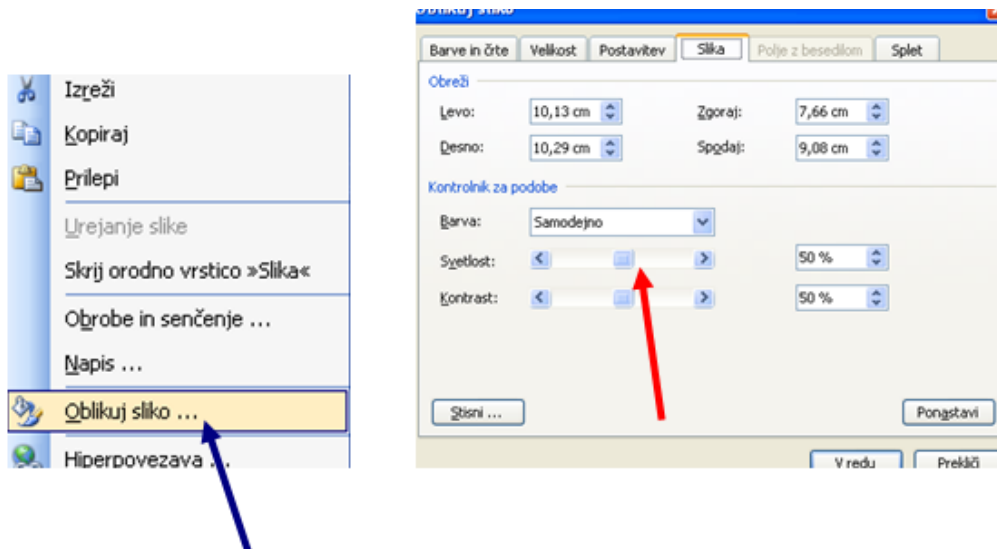 Izreži
Kopiraj
Prilepi
Urejanje slike
Skrij orodno vrstico »Slika«
Obrobe in senčenje ...
Napis ...
Oblikuj sliko ...
Hiperpovezava ...
Oblikuj sliko
Barve in črte Velikost Postavitev Slika Polje z besedilom Splet
Obreži
Levo: 10,13 cm Zgoraj: 7,66 cm
Desno: 10,29 cm Spodaj: 9,08 cm
Kontrolnik za podobe
Barva: Samodejno
Svetlost: 50 %
Kontrast: 50 %
Stisni ... Ponastavi
V redu Prekliči